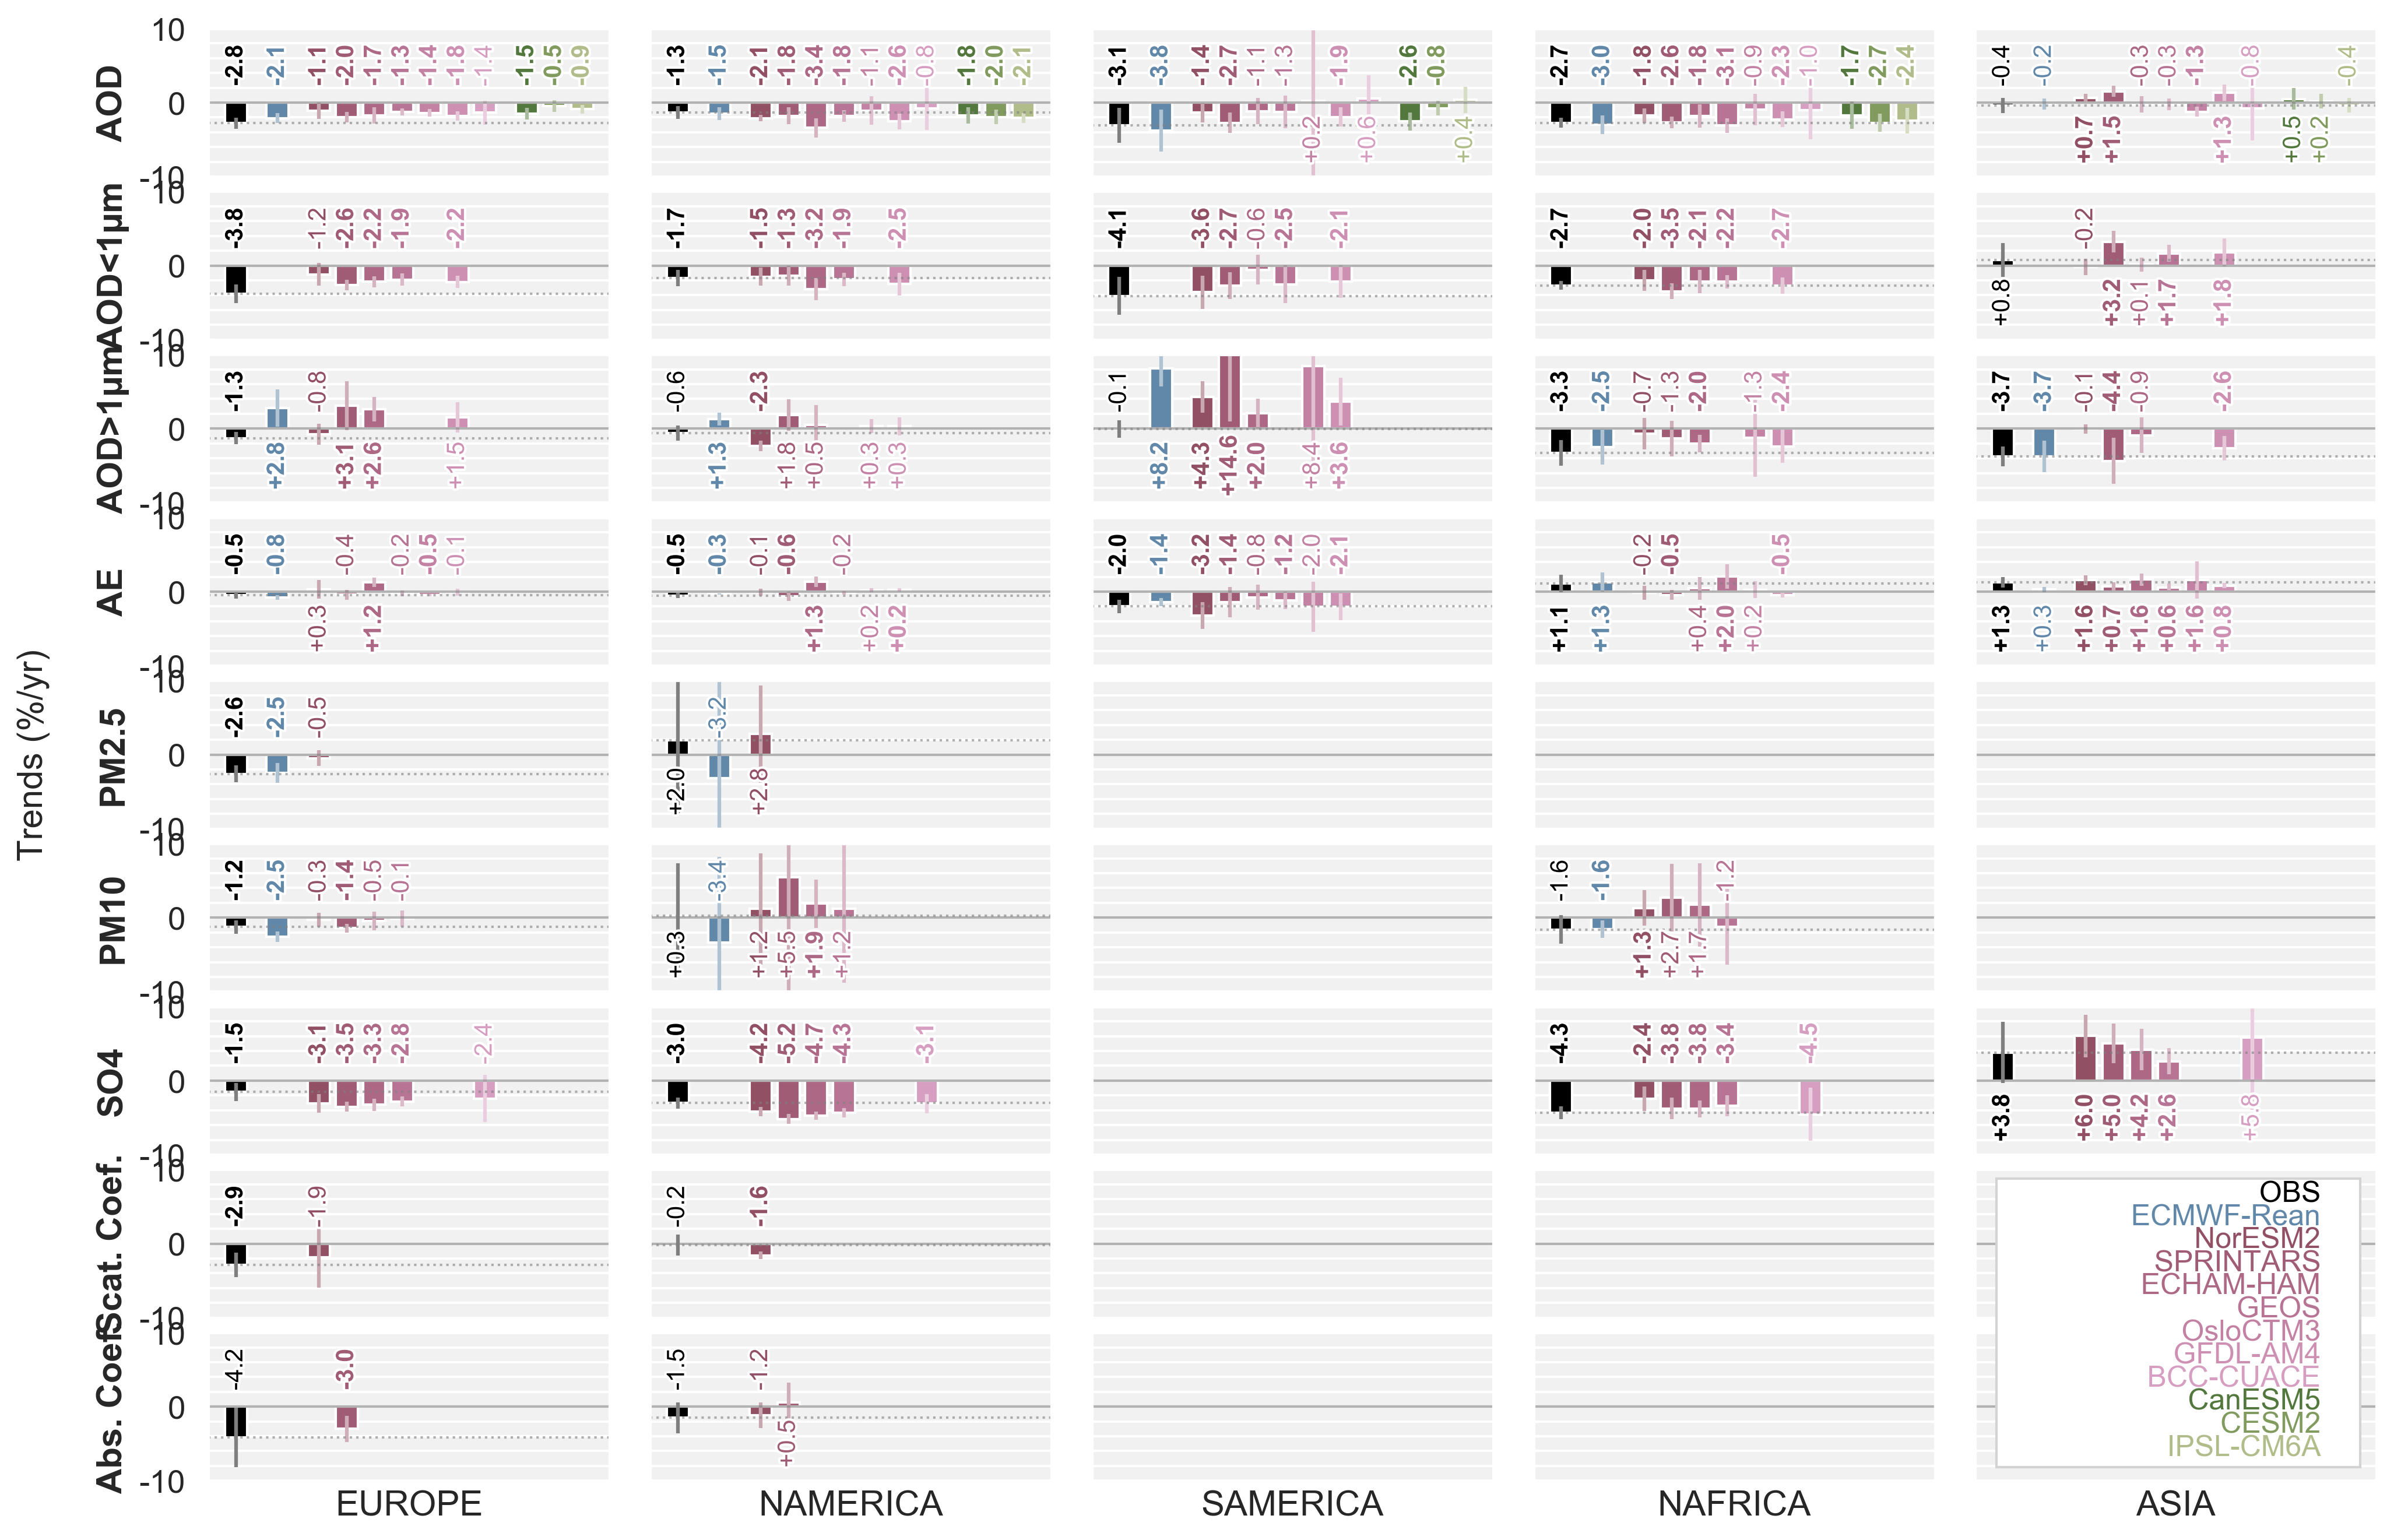 Trends (%/yr)
AOD
10
0
-10
-2.8 -2.1 -1.1 -2.0 -1.7 -1.3 -1.4 -1.8 -1.4 -1.5 -0.5 -0.9
-1.3 -1.5 -2.1 -1.8 -3.4 -1.8 -1.1 -2.6 -0.8 -1.8 -2.0 -2.1
-3.1 -3.8 -1.4 -2.7 -1.1 -1.3 +0.2 -1.9 +0.6 -2.6 -0.8 +0.4
-2.7 -3.0 -1.8 -2.6 -1.8 -3.1 -0.9 -2.3 -1.0 -1.7 -2.7 -2.4
-0.4 -0.2 +0.7 +1.5 -0.3 -0.3 -1.3 +1.3 -0.8 +0.5 +0.2 -0.4
AOD<1µm
10
0
-10
-3.8 -1.2 -2.6 -2.2 -1.9 -2.2
-1.7 -1.5 -1.3 -3.2 -1.9 -2.5
-4.1 -3.6 -2.7 -0.6 -2.5 -2.1
-2.7 -2.0 -3.5 -2.1 -2.2 -2.7
+0.8 -0.2 +3.2 +0.1 +1.7 +1.8
AOD>1µm
10
0
-10
-1.3 +2.8 -0.8 +3.1 +2.6 +1.5
-0.6 +1.3 -2.3 +1.8 +0.5 +0.3 +0.3
-0.1 +8.2 +4.3 +14.6 +2.0 +8.4 +3.6
-3.3 -2.5 -0.7 -1.3 -2.0 -1.3 -2.4
-3.7 -3.7 -0.1 -4.4 -0.9 -2.6
AE
10
0
-10
-0.5 -0.8 +0.3 -0.4 +1.2 -0.2 -0.5 -0.1
-0.5 -0.3 -0.1 -0.6 +1.3 -0.2 +0.2 +0.2
-2.0 -1.4 -3.2 -1.4 -0.8 -1.2 -2.0 -2.1
+1.1 +1.3 -0.2 -0.5 +0.4 +2.0 +0.2 -0.5
+1.3 +0.3 +1.6 +0.7 +1.6 +0.6 +1.6 +0.8
PM2.5
10
0
-10
-2.6 -2.5 -0.5
+2.0 -3.2 +2.8
PM10
10
0
-10
-1.2 -2.5 -0.3 -1.4 -0.5 -0.1
+0.3 -3.4 +1.2 +5.5 +1.9 +1.2
-1.6 -1.6 +1.3 +2.7 +1.7 -1.2
SO4
10
0
-10
-1.5 -3.1 -3.5 -3.3 -2.8 -2.4
-3.0 -4.2 -5.2 -4.7 -4.3 -3.1
-4.3 -2.4 -3.8 -3.8 -3.4 -4.5
+3.8 +6.0 +5.0 +4.2 +2.6 +5.8
Scat. Coef.
10
0
-10
-2.9 -1.9
-0.2 -1.6
Abs. Coef.
10
0
-10
-4.2 -3.0
-1.5 -1.2 +0.5
OBS
ECMWF-Rean
NorESM2
SPRINTARS
ECHAM-HAM
GEOS
OsloCTM3
GFDL-AM4
BCC-CUACE
CanESM5
CESM2
IPSL-CM6A
EUROPE
NAMERICA
SAMERICA
NAFRICA
ASIA